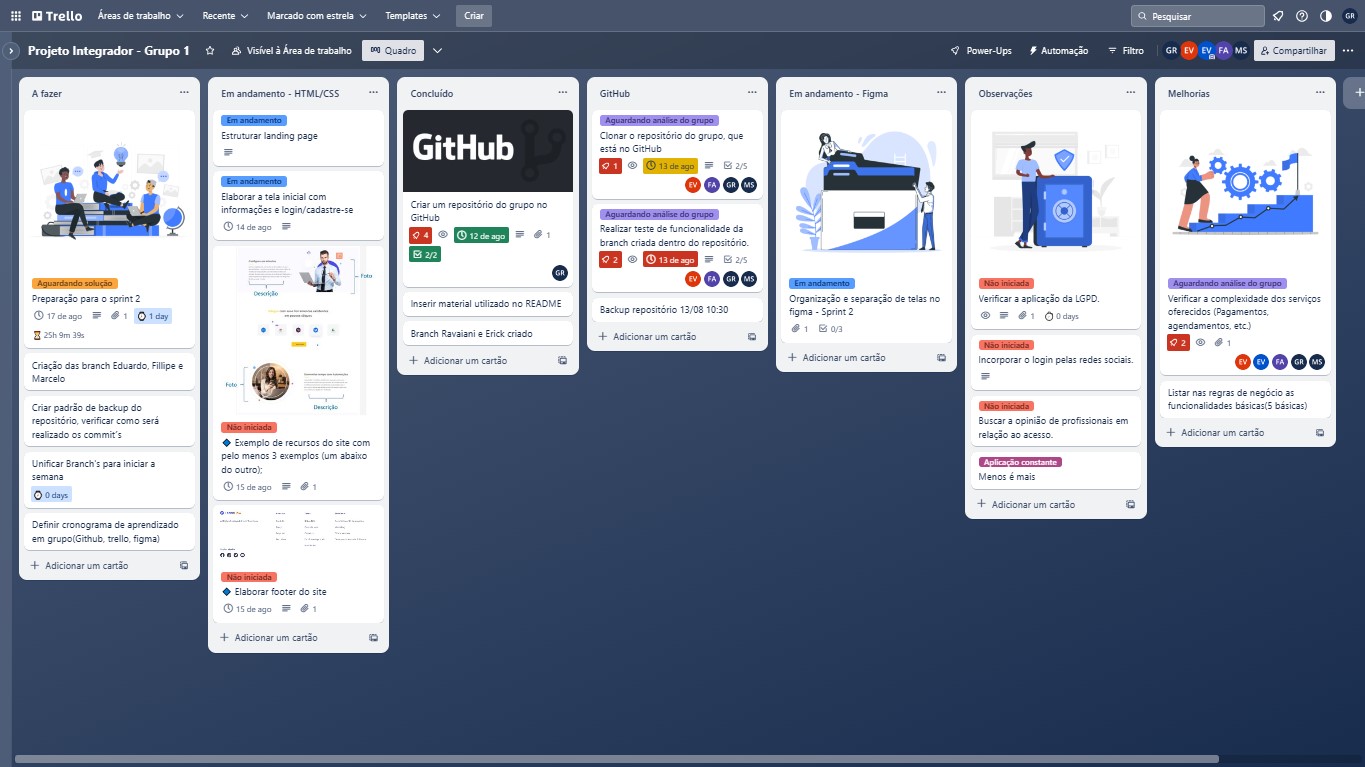 Trello
Áreas de trabalho
Recente
Marcado com estrela
Templates
Criar
Pesquisar
GR
Projeto Integrador - Grupo 1
Visível à Área de trabalho
Quadro
Power-Ups
Automação
Filtro
GR EV EV FA MS
Compartilhar
A fazer
Aguardando solução
Preparação para o sprint 2
17 de ago
1
1 day
25h 9m 39s
Criação das branch Eduardo, Fillipe e
Marcelo
Criar padrão de backup do
repositório, verificar como será
realizado os commit's
Unificar Branch's para iniciar a
semana
0 days
Definir cronograma de aprendizado
em grupo(Github, trello, figma)
Adicionar um cartão
Em andamento - HTML/CSS
Em andamento
Estruturar landing page
Em andamento
Elaborar a tela inicial com
informações e login/cadastre-se
14 de ago
Foto
Descrição
Foto
Descrição
Não iniciada
Exemplo de recursos do site com
pelo menos 3 exemplos (um abaixo
do outro);
15 de ago
1
Não iniciada
Elaborar footer do site
15 de ago
1
Adicionar um cartão
Concluído
GitHub
Criar um repositório do grupo no
GitHub
4
12 de ago
1
2/2
GR
Inserir material utilizado no README
Branch Ravaiani e Erick criado
Adicionar um cartão
GitHub
Aguardando análise do grupo
Clonar o repositório do grupo, que
está no GitHub
1
13 de ago
2/5
EV FA GR MS
Aguardando análise do grupo
Realizar teste de funcionalidade da
branch criada dentro do repositório.
2
13 de ago
2/5
EV FA GR MS
Backup repositório 13/08 10:30
Adicionar um cartão
Em andamento - Figma
Em andamento
Organização e separação de telas no
figma - Sprint 2
1
0/3
Adicionar um cartão
Observações
Não iniciada
Verificar a aplicação da LGPD.
1
0 days
Não iniciada
Incorporar o login pelas redes sociais.
Não iniciada
Buscar a opinião de profissionais em
relação ao acesso.
Aplicação constante
Menos é mais
Adicionar um cartão
Melhorias
Aguardando análise do grupo
Verificar a complexidade dos serviços
oferecidos (Pagamentos,
agendamentos, etc.)
2
1
EV EV FA GR MS
Listar nas regras de negócio as
funcionalidades básicas(5 básicas)
Adicionar um cartão